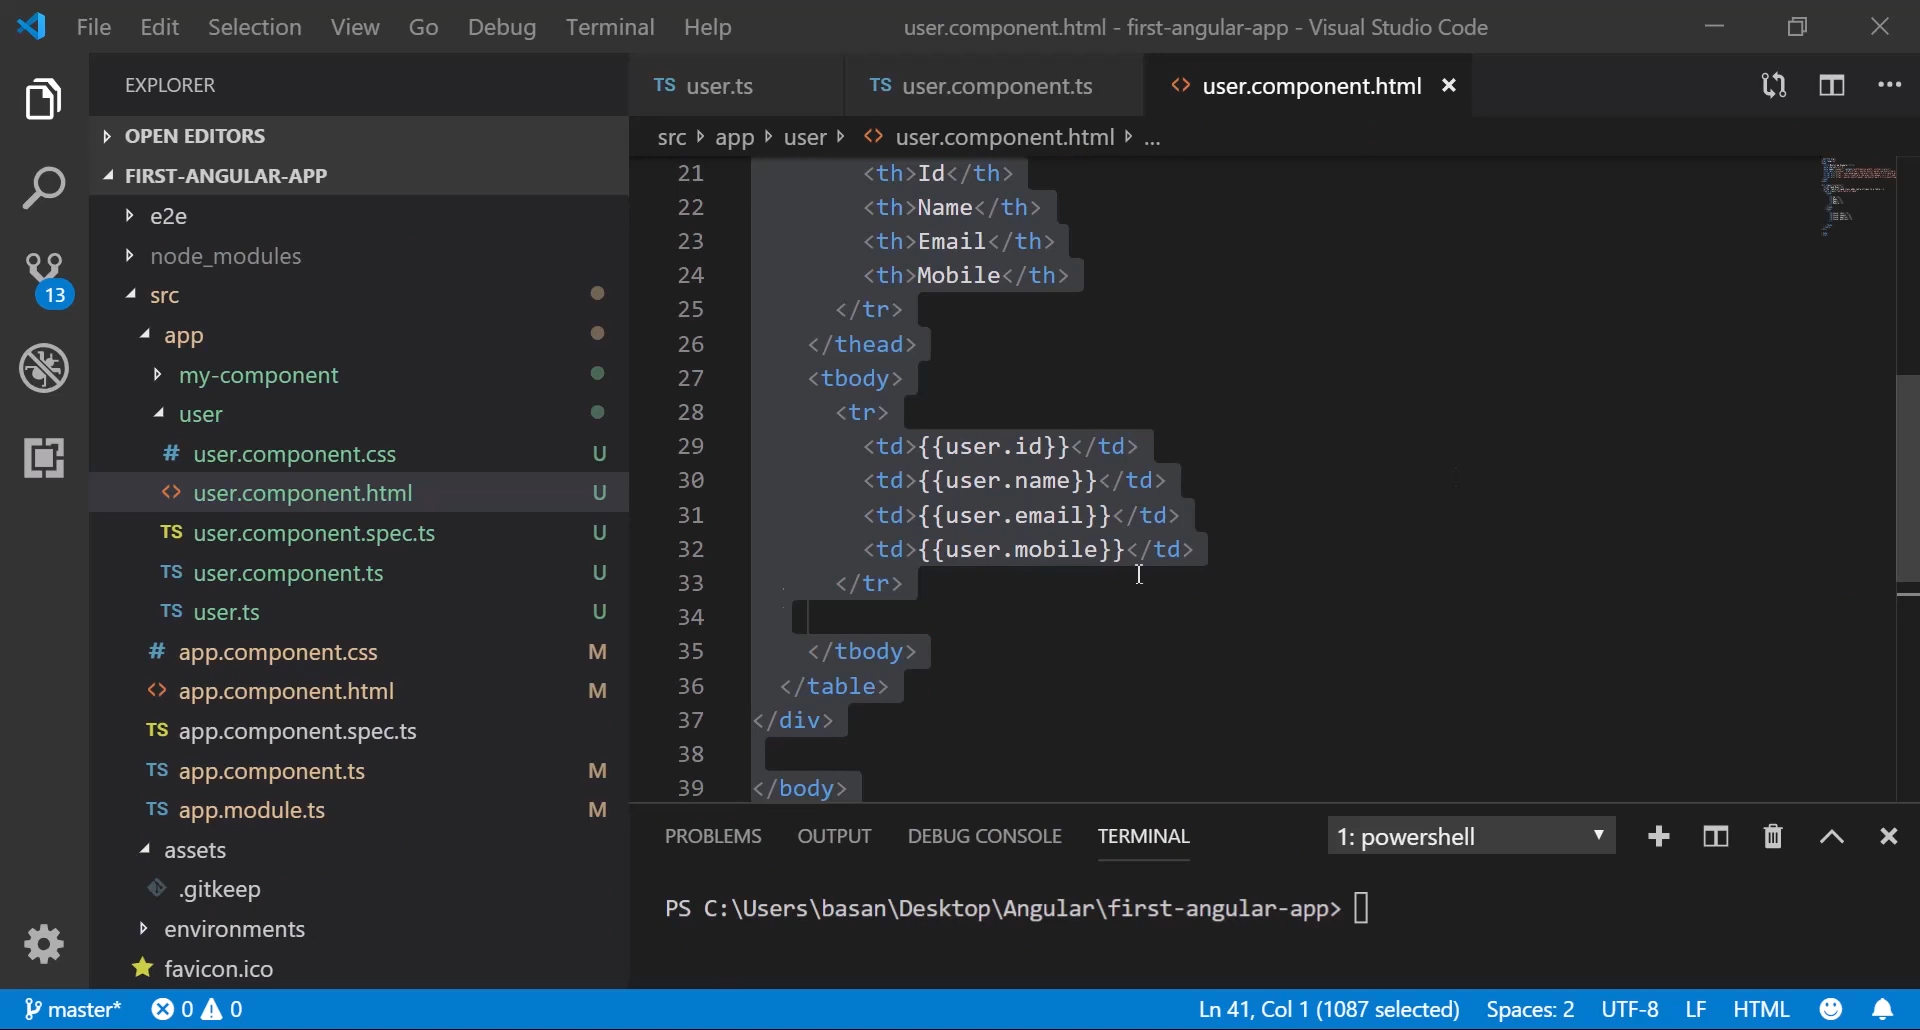 File Edit Selection View Go Debug Terminal Help user.component.html - first-angular-app - Visual Studio Code
EXPLORER
OPEN EDITORS
FIRST-ANGULAR-APP
e2e
node_modules
src
app
my-component
user
# user.component.css U
<> user.component.html U
TS user.component.spec.ts U
TS user.component.ts U
TS user.ts U
# app.component.css M
<> app.component.html M
TS app.component.spec.ts
TS app.component.ts M
TS app.module.ts M
assets
.gitkeep
environments
favicon.ico
13
TS user.ts TS user.component.ts <> user.component.html
src app user <> user.component.html ...
21 <th>Id</th>
22 <th>Name</th>
23 <th>Email</th>
24 <th>Mobile</th>
25 </tr>
26 </thead>
27 <tbody>
28 <tr>
29 <td>{{user.id}}</td>
30 <td>{{user.name}}</td>
31 <td>{{user.email}}</td>
32 <td>{{user.mobile}}</td>
33 </tr>
34
35 </tbody>
36 </table>
37 </div>
38
39 </body>
PROBLEMS OUTPUT DEBUG CONSOLE TERMINAL 1: powershell
PS C:\Users\basan\Desktop\Angular\first-angular-app>
master* 0 0 Ln 41, Col 1 (1087 selected) Spaces: 2 UTF-8 LF HTML